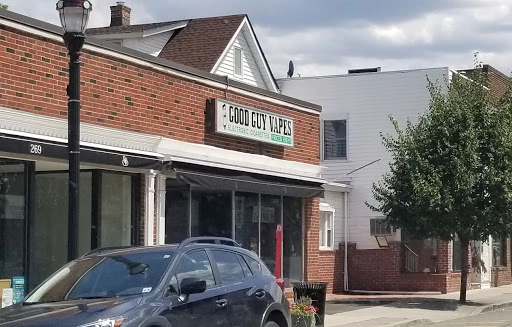 GOOD GUY VAPES
ELECTRONIC CIGARETTES
269